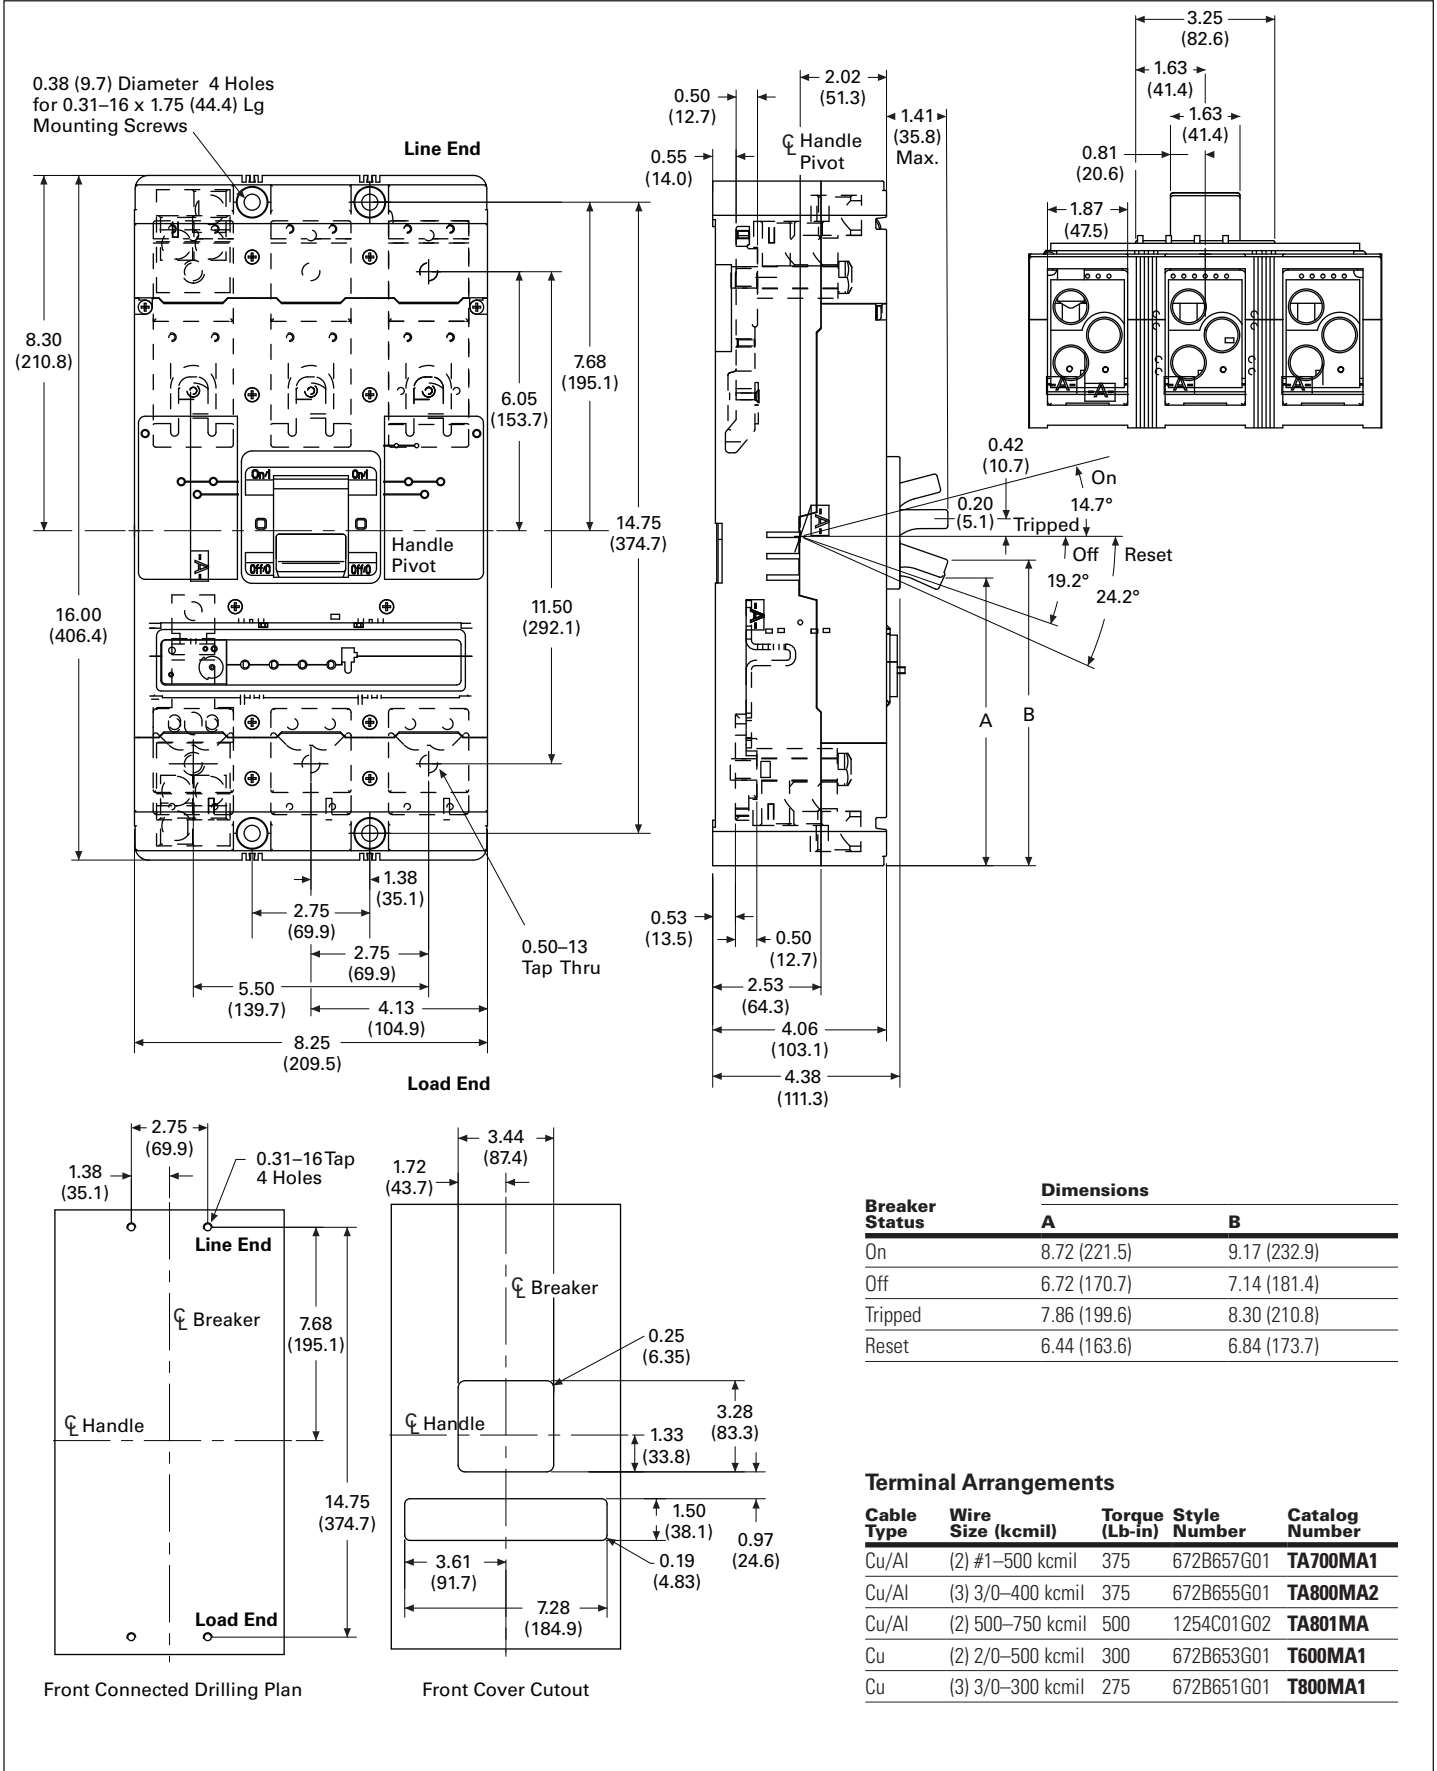 3.25
(82.6)
1.63
(41.4)
1.63
(41.4)
0.81
(20.6)
1.87
(47.5)
0.38 (9.7) Diameter 4 Holes
for 0.31–16 x 1.75 (44.4) Lg
Mounting Screws
Line End
2.02
(51.3)
0.50
(12.7)
1.41
(35.8)
Max.
℄ Handle
Pivot
0.55
(14.0)
8.30
(210.8)
7.68
(195.1)
6.05
(153.7)
On/I
On/I
Off/O
Off/O
Handle
Pivot
-A-
14.75
(374.7)
16.00
(406.4)
11.50
(292.1)
-A-
-A-
-A-
-A-
-A-
0.42
(10.7)
On
14.7°
0.20
(5.1)
Tripped
Off
Reset
19.2°
24.2°
-A-
A
B
1.38
(35.1)
2.75
(69.9)
2.75
(69.9)
0.50–13
Tap Thru
5.50
(139.7)
4.13
(104.9)
8.25
(209.5)
Load End
0.53
(13.5)
0.50
(12.7)
2.53
(64.3)
4.06
(103.1)
4.38
(111.3)
2.75
(69.9)
1.38
(35.1)
0.31–16 Tap
4 Holes
Line End
℄ Breaker
7.68
(195.1)
℄ Handle
14.75
(374.7)
Load End
Front Connected Drilling Plan
3.44
(87.4)
1.72
(43.7)
℄ Breaker
0.25
(6.35)
℄ Handle
3.28
(83.3)
1.33
(33.8)
1.50
(38.1)
0.97
(24.6)
3.61
(91.7)
0.19
(4.83)
7.28
(184.9)
Front Cover Cutout
Breaker
Status
Dimensions
A B
On 8.72 (221.5) 9.17 (232.9)
Off 6.72 (170.7) 7.14 (181.4)
Tripped 7.86 (199.6) 8.30 (210.8)
Reset 6.44 (163.6) 6.84 (173.7)
Terminal Arrangements
Cable Wire Torque Style Catalog
Type Size (kcmil) (Lb-in) Number Number
Cu/Al (2) #1–500 kcmil 375 672B657G01 TA700MA1
Cu/Al (3) 3/0–400 kcmil 375 672B655G01 TA800MA2
Cu/Al (2) 500–750 kcmil 500 1254C01G02 TA801MA
Cu (2) 2/0–500 kcmil 300 672B653G01 T600MA1
Cu (3) 3/0–300 kcmil 275 672B651G01 T800MA1